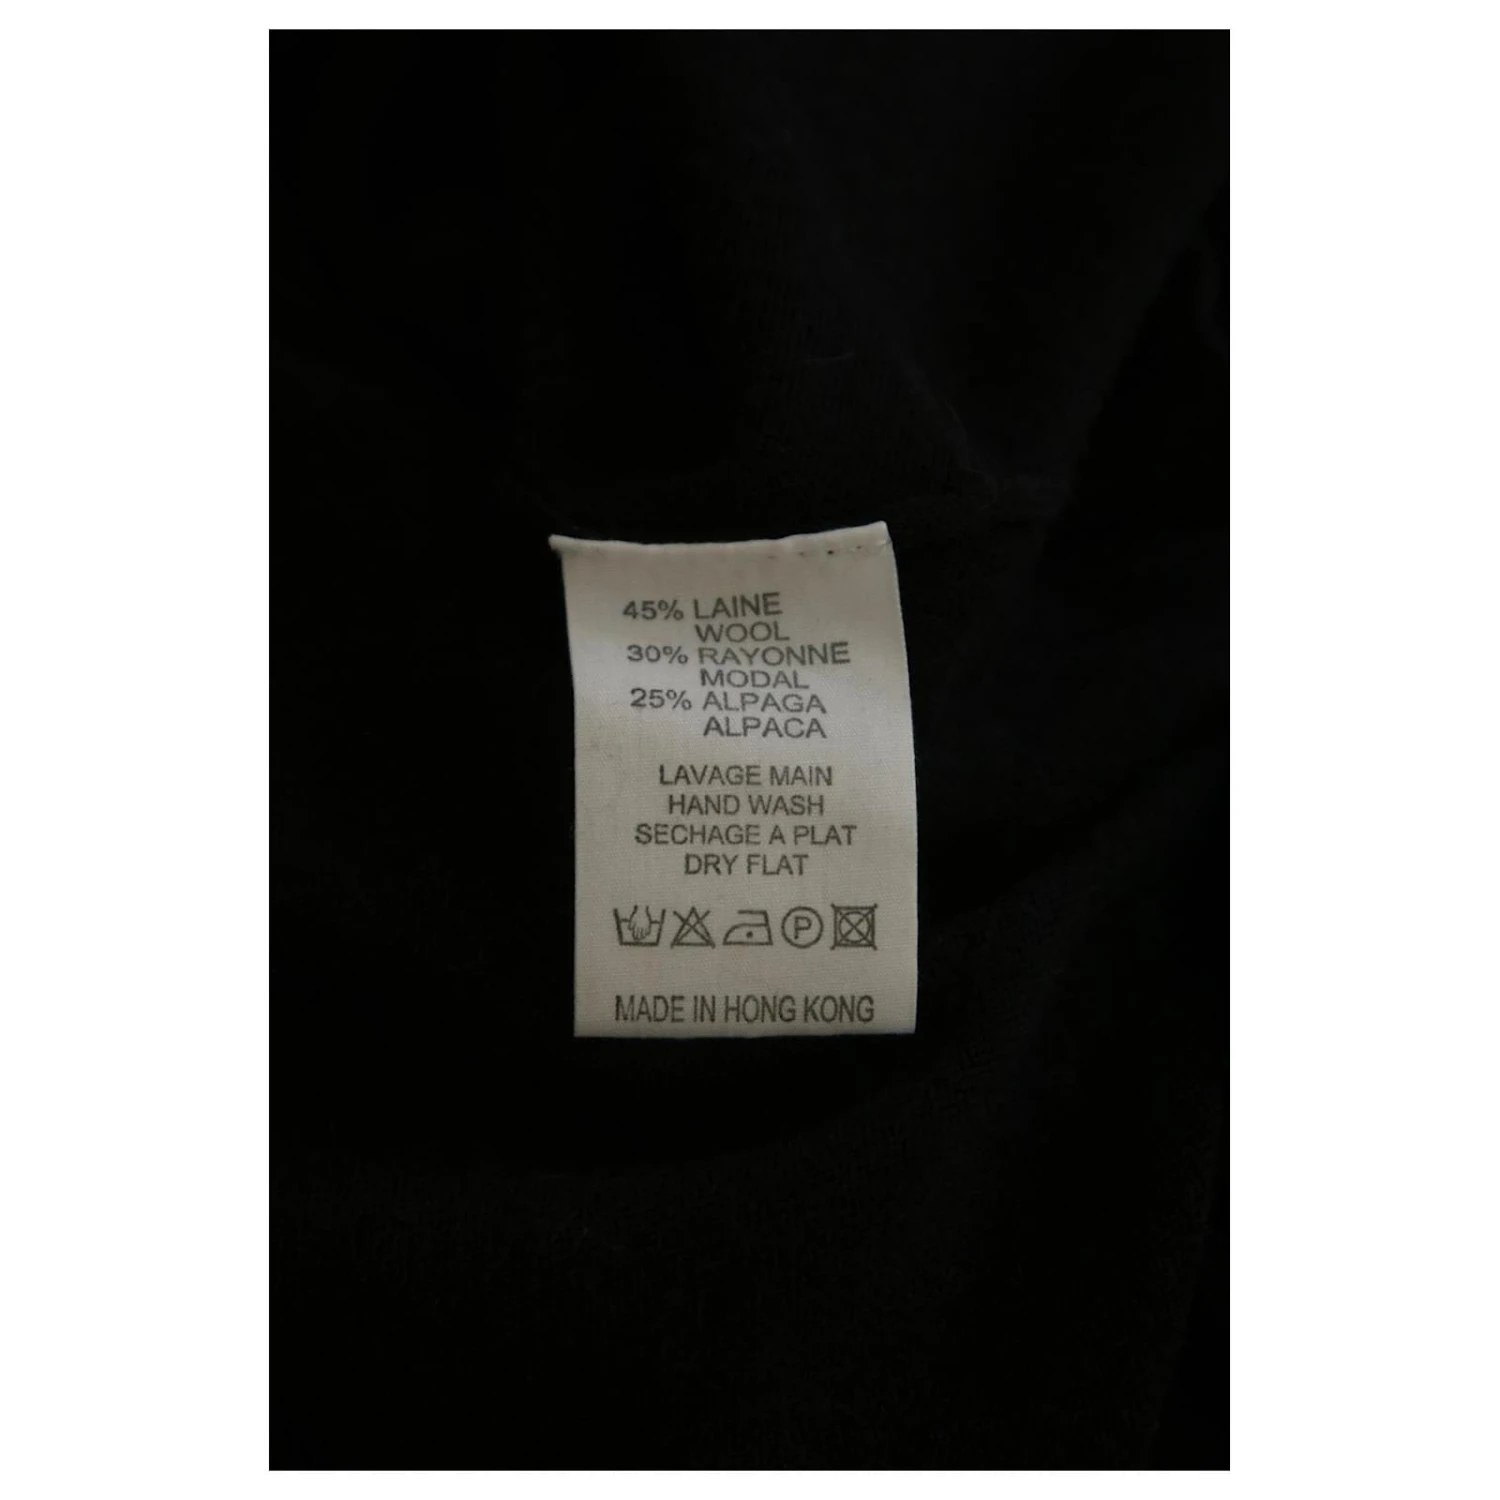 45% LAINE
WOOL
30% RAYONNE
MODAL
25% ALPAGA
ALPACA
LAVAGE MAIN
HAND WASH
SECHAGE A PLAT
DRY FLAT
P
MADE IN HONG KONG